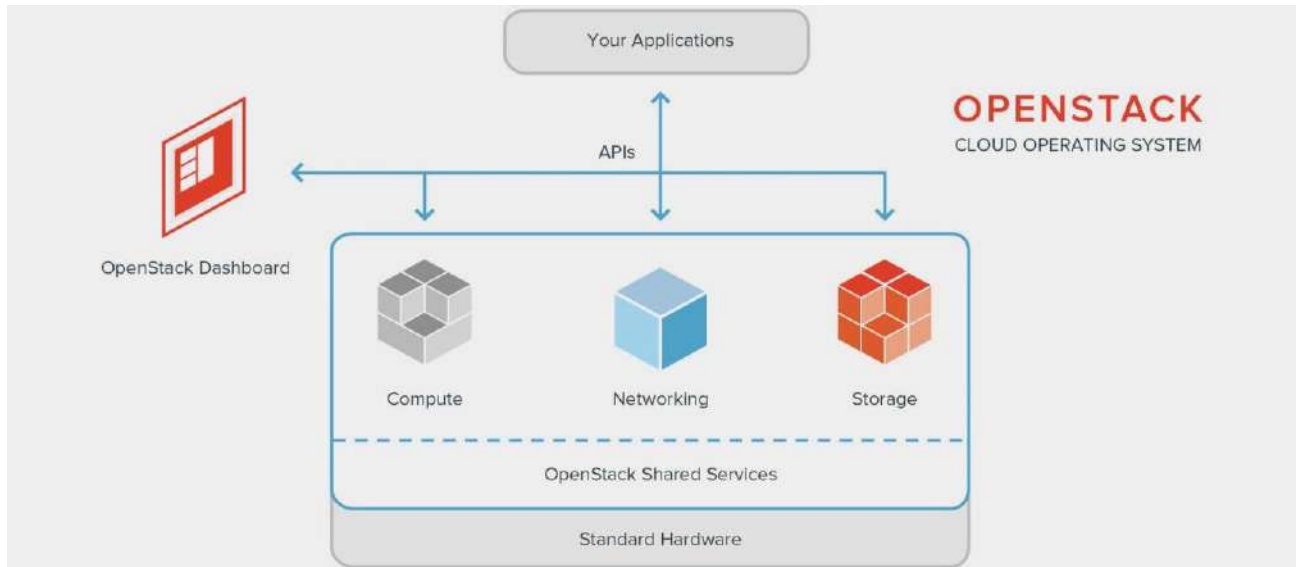 Your Applications
OPENSTACK
CLOUD OPERATING SYSTEM
APIs
OpenStack Dashboard
Compute
Networking
Storage
OpenStack Shared Services
Standard Hardware